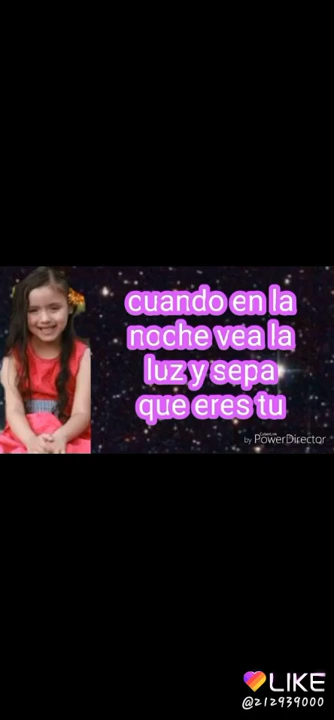 cuando en la
noche vea la
luz y sepa
que eres tu
by PowerDirector
LIKE
@212939000